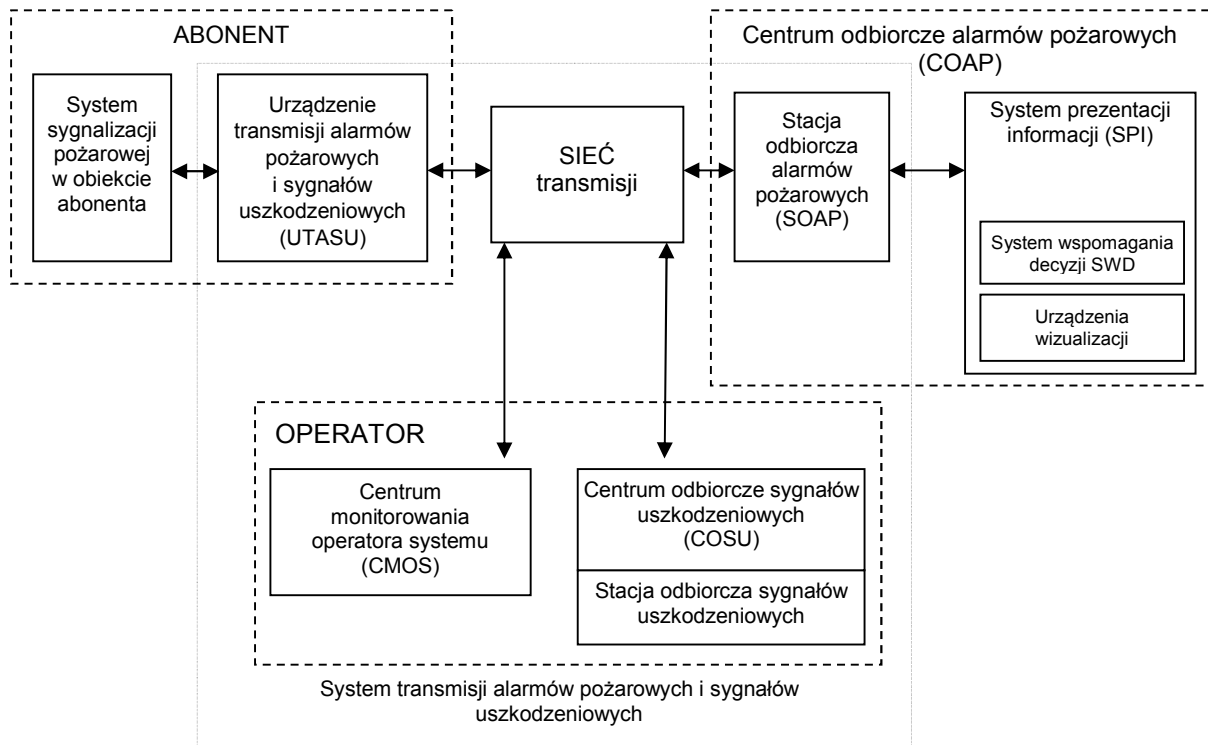 ABONENT
System
sygnalizacji
pożarowej
w obiekcie
abonenta
Urządzenie
transmisji alarmów
pożarowych
i sygnałów
uszkodzeniowych
(UTASU)
SIEĆ
transmisji
Centrum odbiorcze alarmów pożarowych
(COAP)
Stacja
odbiorcza
alarmów
pożarowych
(SOAP)
System prezentacji
informacji (SPI)
System wspomagania
decyzji SWD
Urządzenia
wizualizacji
OPERATOR
Centrum
monitorowania
operatora systemu
(CMOS)
Centrum odbiorcze sygnałów
uszkodzeniowych
(COSU)
Stacja odbiorcza sygnałów
uszkodzeniowych
System transmisji alarmów pożarowych i sygnałów
uszkodzeniowych